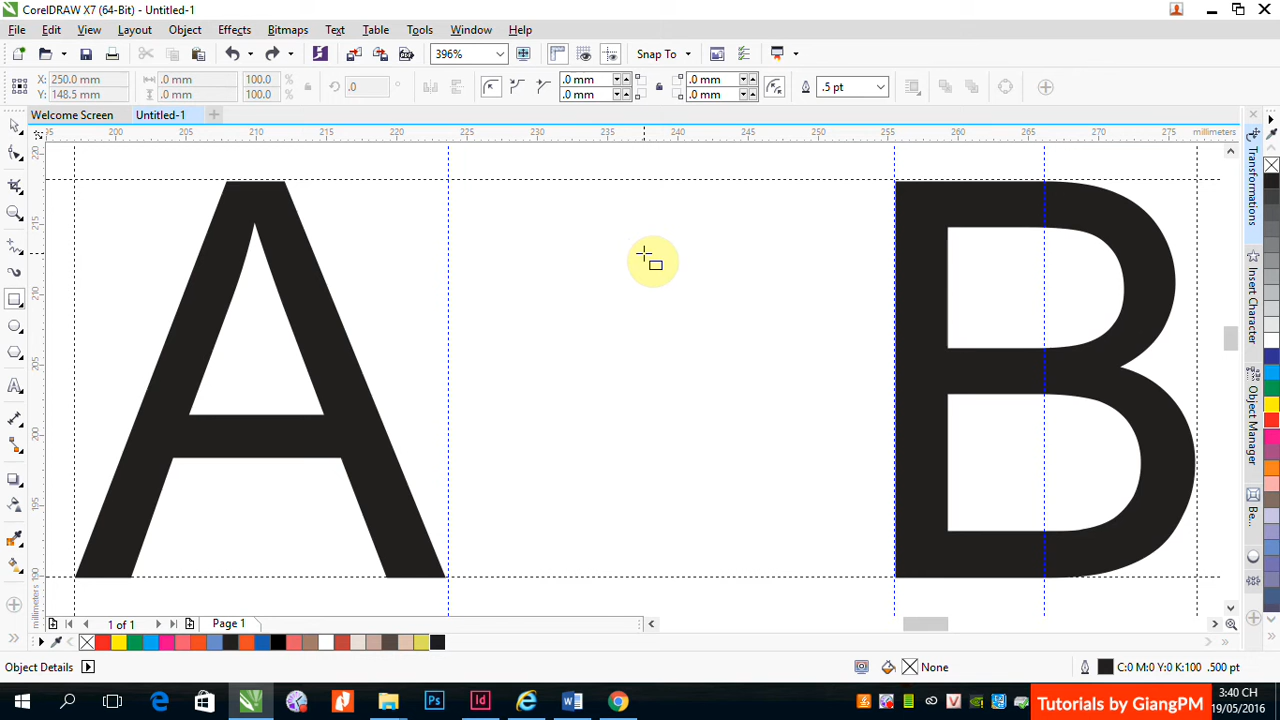 CorelDRAW X7 (64-Bit) - Untitled-1
File Edit View Layout Object Effects Bitmaps Text Table Tools Window Help
396% Snap To
X: 250.0 mm .0 mm 100.0 % .0 ° .0 mm .0 mm .5 pt
Y: 148.5 mm .0 mm 100.0 % .0 mm .0 mm
Welcome Screen Untitled-1
200 205 210 215 220 225 230 235 240 245 250 255 260 265 270 275 millimeters
A B
Transformations
Insert Character
Object Manager
Be...
millimeters
1 of 1 Page 1
Object Details None C:0 M:0 Y:0 K:100 .500 pt
3:40 CH
19/05/2016
Tutorials by GiangPM